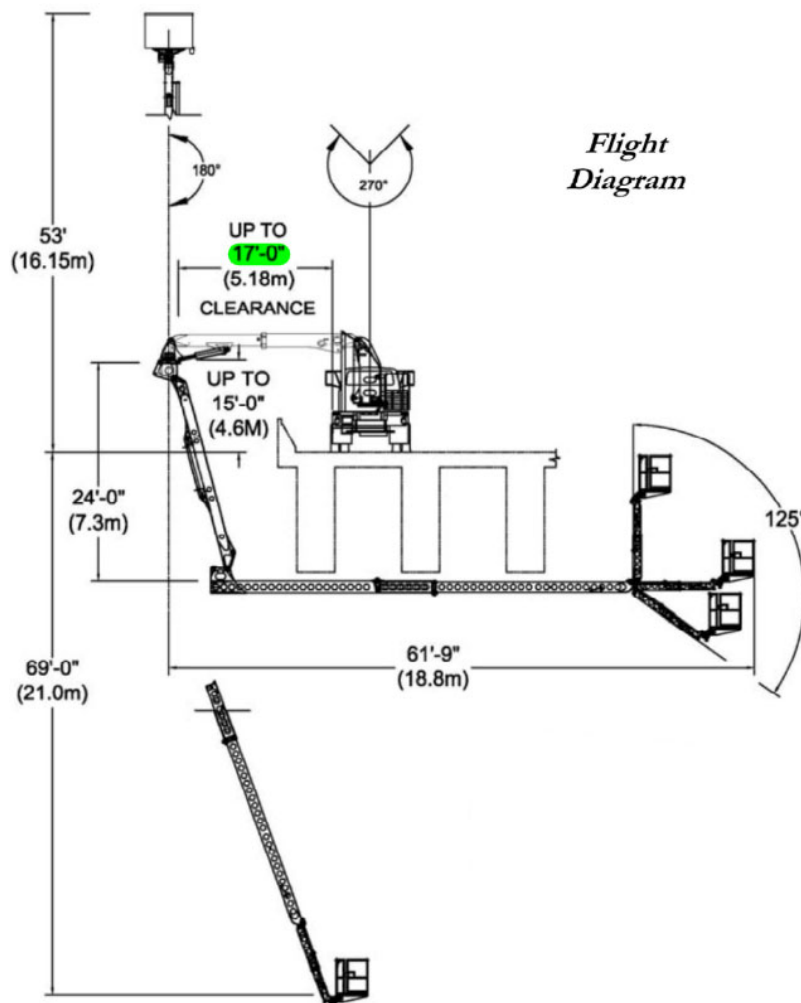 Flight
Diagram
180°
270°
53'
(16.15m)
UP TO
17'-0"
(5.18m)
CLEARANCE
UP TO
15'-0"
(4.6M)
24'-0"
(7.3m)
125°
61'-9"
(18.8m)
69'-0"
(21.0m)